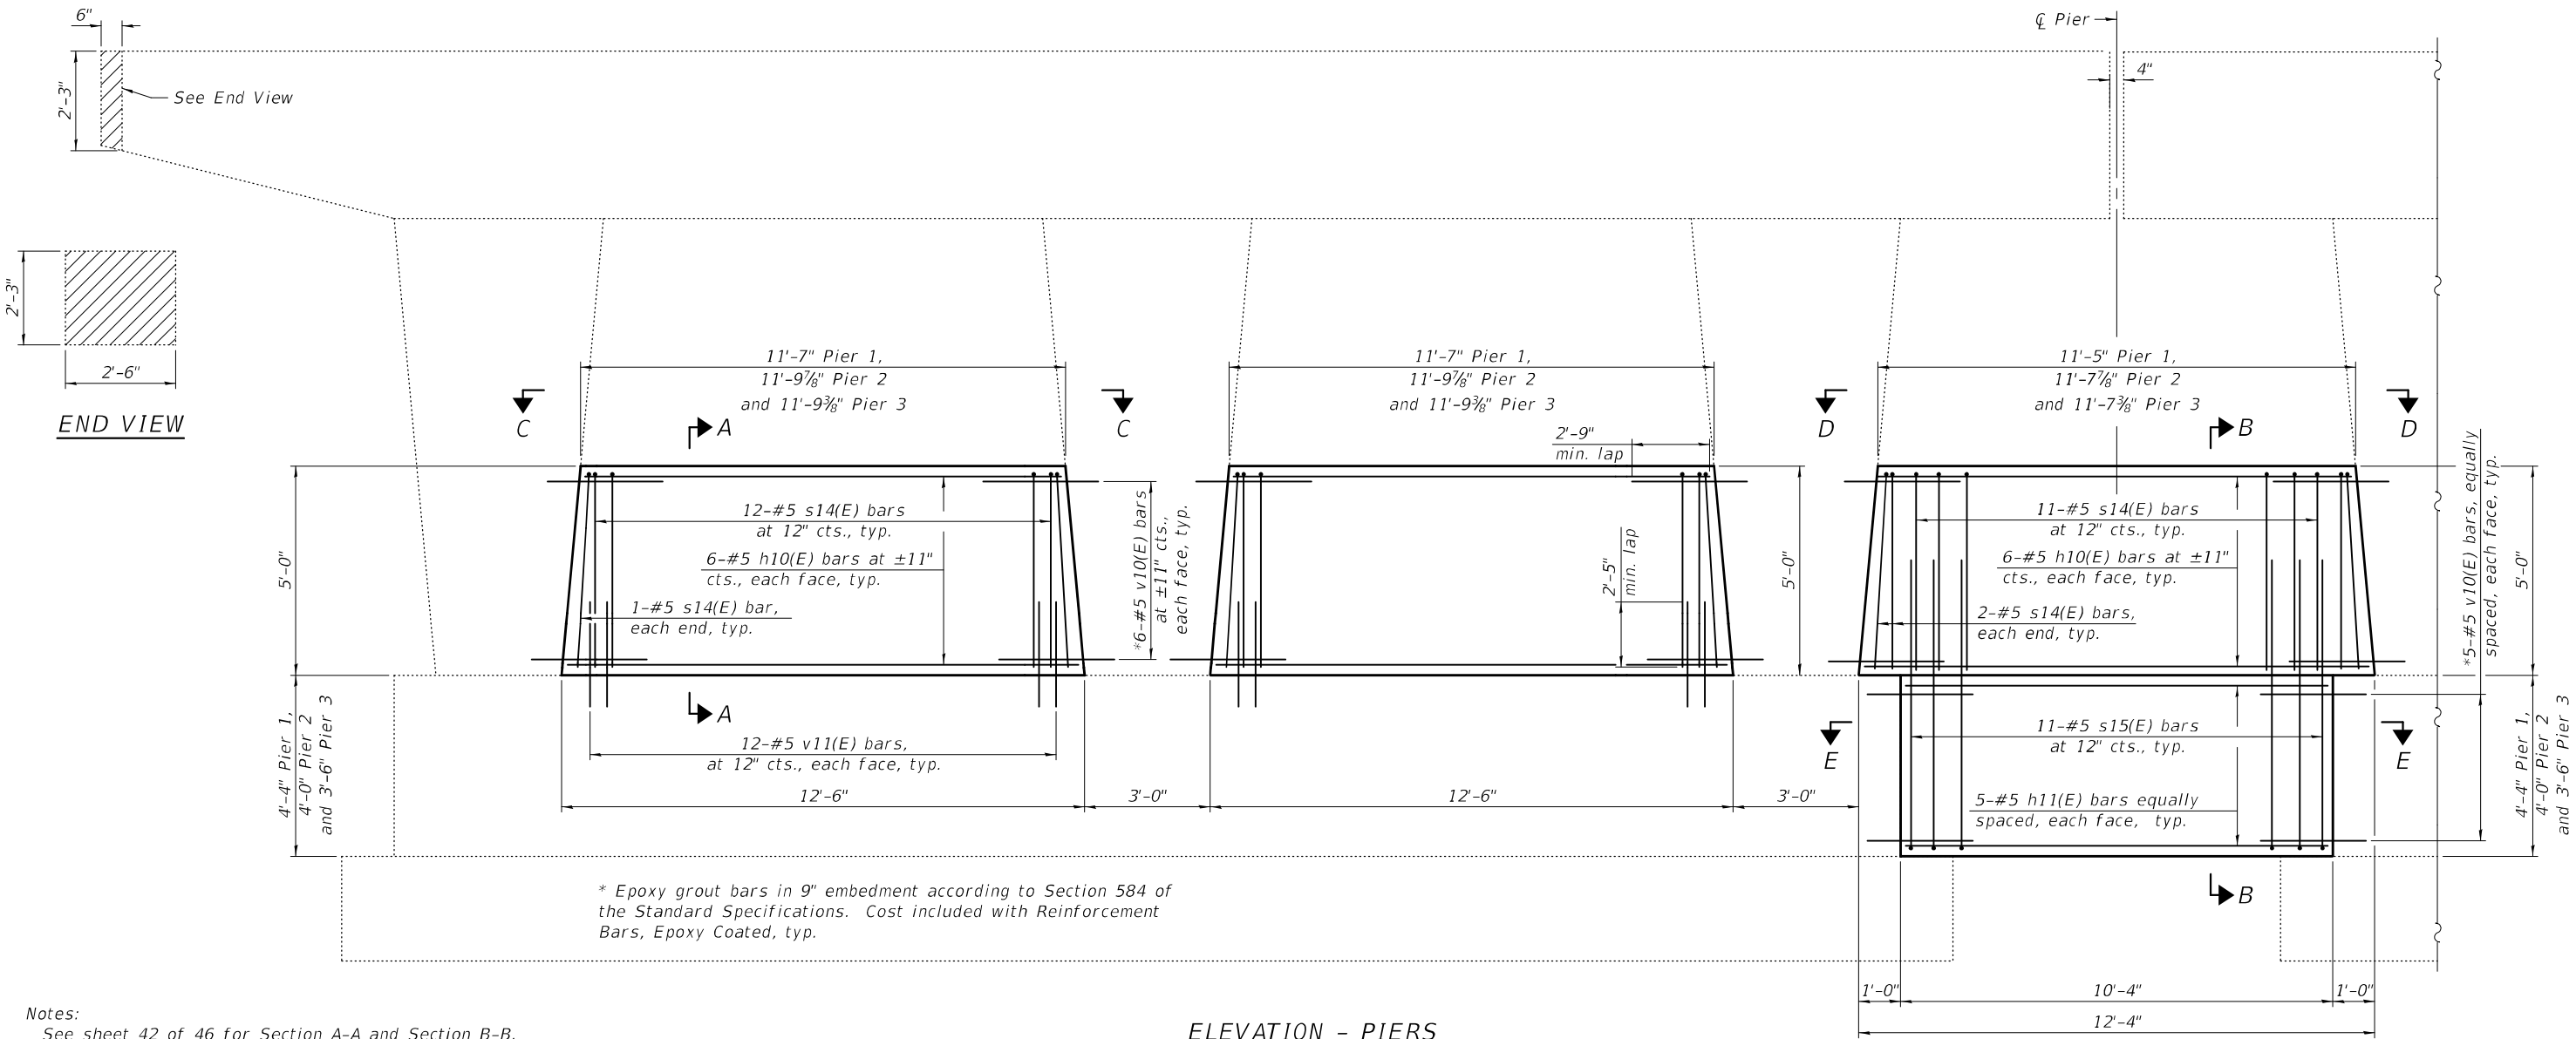 6"
℄ Pier
2'-3"
See End View
4"
2'-3"
2'-6"
END VIEW
11'-7" Pier 1,
11'-9⅞" Pier 2
and 11'-9⅜" Pier 3
11'-7" Pier 1,
11'-9⅞" Pier 2
and 11'-9⅜" Pier 3
11'-5" Pier 1,
11'-7⅞" Pier 2
and 11'-7⅜" Pier 3
C
A
C
D
B
D
2'-9"
min. lap
5'-0"
12-#5 s14(E) bars
at 12" cts., typ.
6-#5 h10(E) bars at ±11"
cts., each face, typ.
1-#5 s14(E) bar,
each end, typ.
*6-#5 v10(E) bars
at ±11" cts.,
each face, typ.
2'-5"
min. lap
5'-0"
11-#5 s14(E) bars
at 12" cts., typ.
6-#5 h10(E) bars at ±11"
cts., each face, typ.
2-#5 s14(E) bars,
each end, typ.
*5-#5 v10(E) bars, equally
spaced, each face, typ.
5'-0"
4'-4" Pier 1,
4'-0" Pier 2
and 3'-6" Pier 3
A
12-#5 v11(E) bars,
at 12" cts., each face, typ.
E
11-#5 s15(E) bars
at 12" cts., typ.
E
5-#5 h11(E) bars equally
spaced, each face, typ.
4'-4" Pier 1,
4'-0" Pier 2
and 3'-6" Pier 3
12'-6"
3'-0"
12'-6"
3'-0"
B
* Epoxy grout bars in 9" embedment according to Section 584 of
the Standard Specifications. Cost included with Reinforcement
Bars, Epoxy Coated, typ.
1'-0"
10'-4"
1'-0"
12'-4"
Notes:
See sheet 42 of 46 for Section A-A and Section B-B.
ELEVATION - PIERS